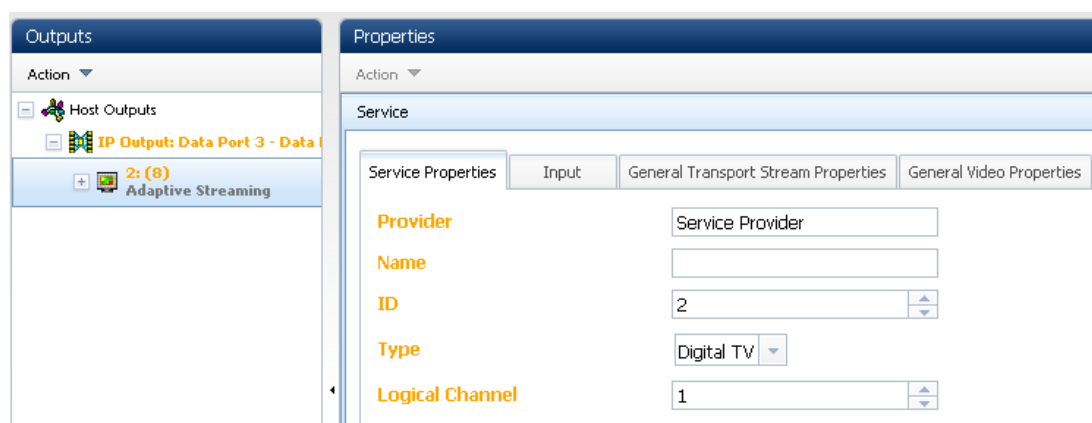 Outputs
Action
Host Outputs
IP Output: Data Port 3 - Data
2: (8)
Adaptive Streaming
Properties
Action
Service
Service Properties
Input
General Transport Stream Properties
General Video Properties
Provider
Service Provider
Name
ID
2
Type
Digital TV
Logical Channel
1